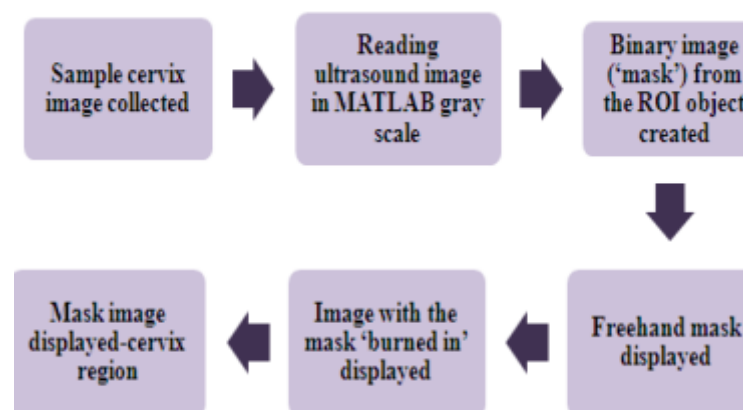 Sample cervix
image collected
Reading
ultrasound image
in MATLAB gray
scale
Binary image
('mask') from
the ROI object
created
Freehand mask
displayed
Image with the
mask 'burned in'
displayed
Mask image
displayed-cervix
region